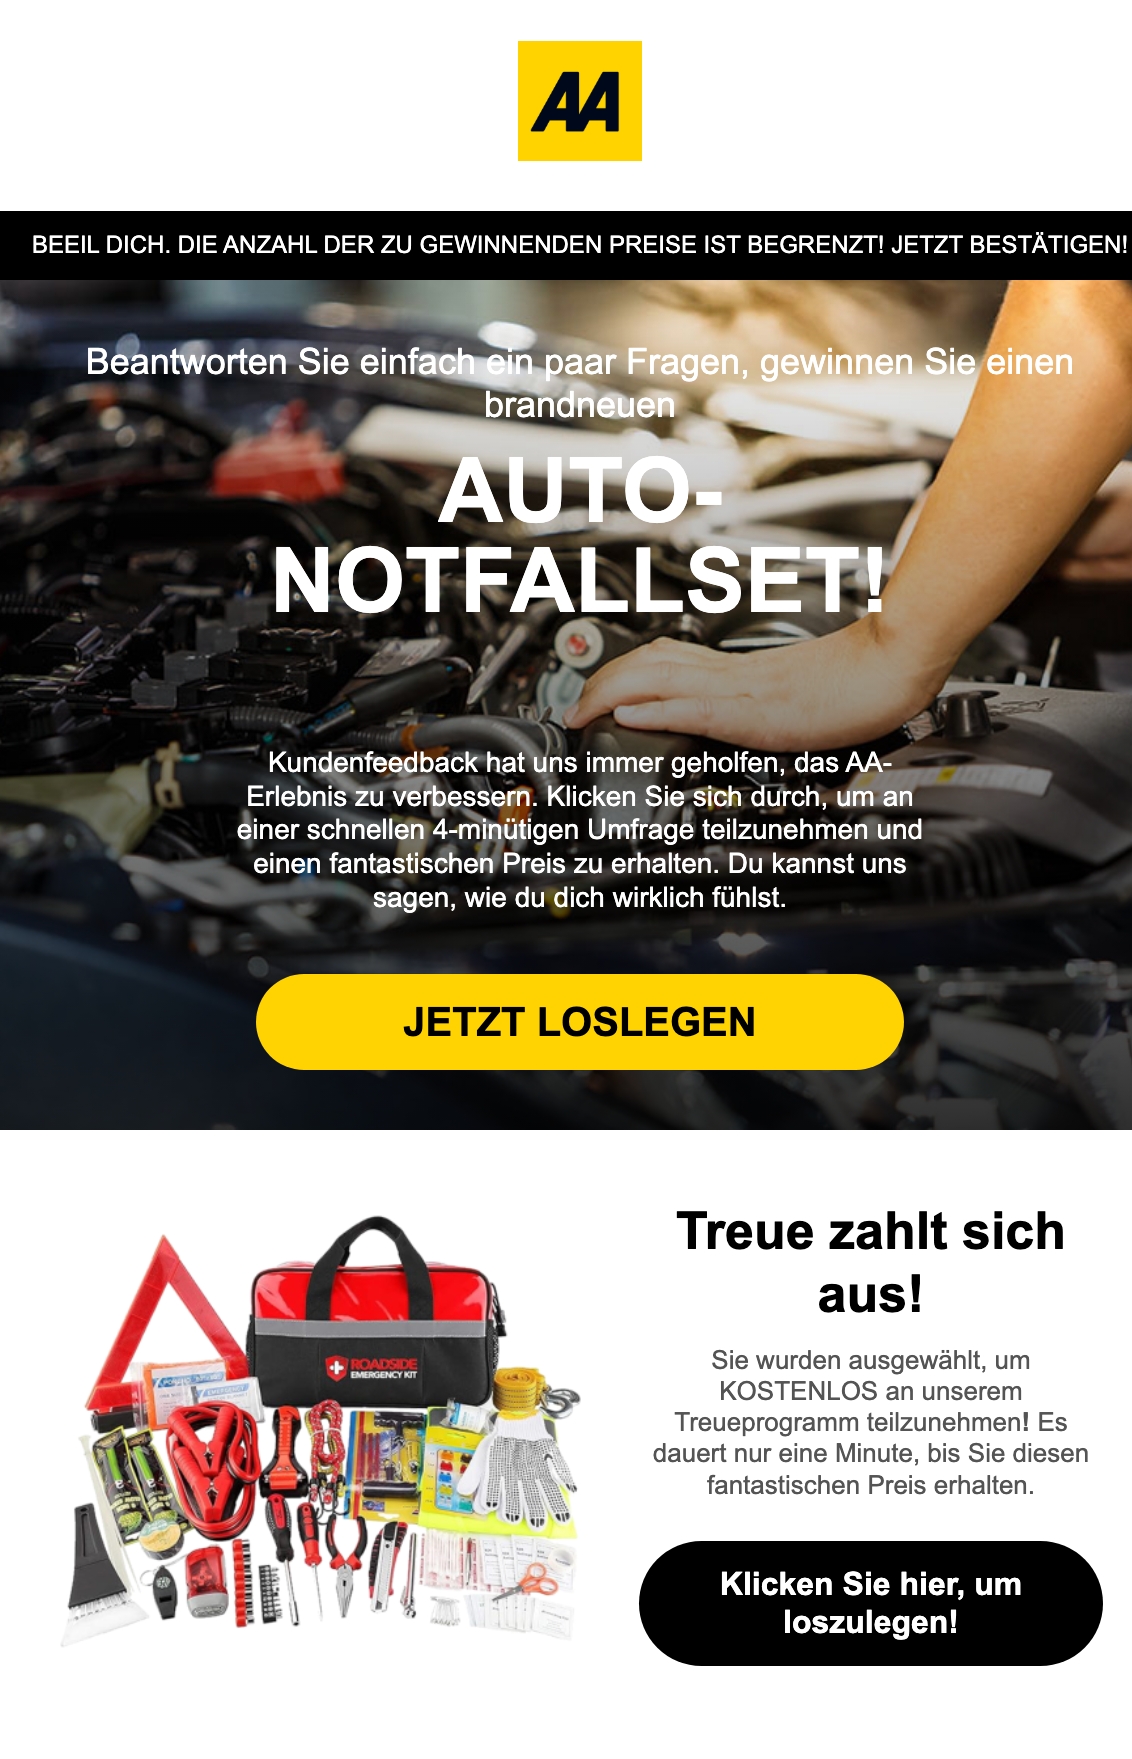 AA
BEEIL DICH. DIE ANZAHL DER ZU GEWINNENDEN PREISE IST BEGRENZT! JETZT BESTÄTIGEN!
Beantworten Sie einfach ein paar Fragen, gewinnen Sie einen
brandneuen
AUTO-
NOTFALLSET!
Kundenfeedback hat uns immer geholfen, das AA-
Erlebnis zu verbessern. Klicken Sie sich durch, um an
einer schnellen 4-minütigen Umfrage teilzunehmen und
einen fantastischen Preis zu erhalten. Du kannst uns
sagen, wie du dich wirklich fühlst.
JETZT LOSLEGEN
Treue zahlt sich
aus!
Sie wurden ausgewählt, um
KOSTENLOS an unserem
Treueprogramm teilzunehmen! Es
dauert nur eine Minute, bis Sie diesen
fantastischen Preis erhalten.
ROADSIDE
EMERGENCY KIT
Klicken Sie hier, um
loszulegen!